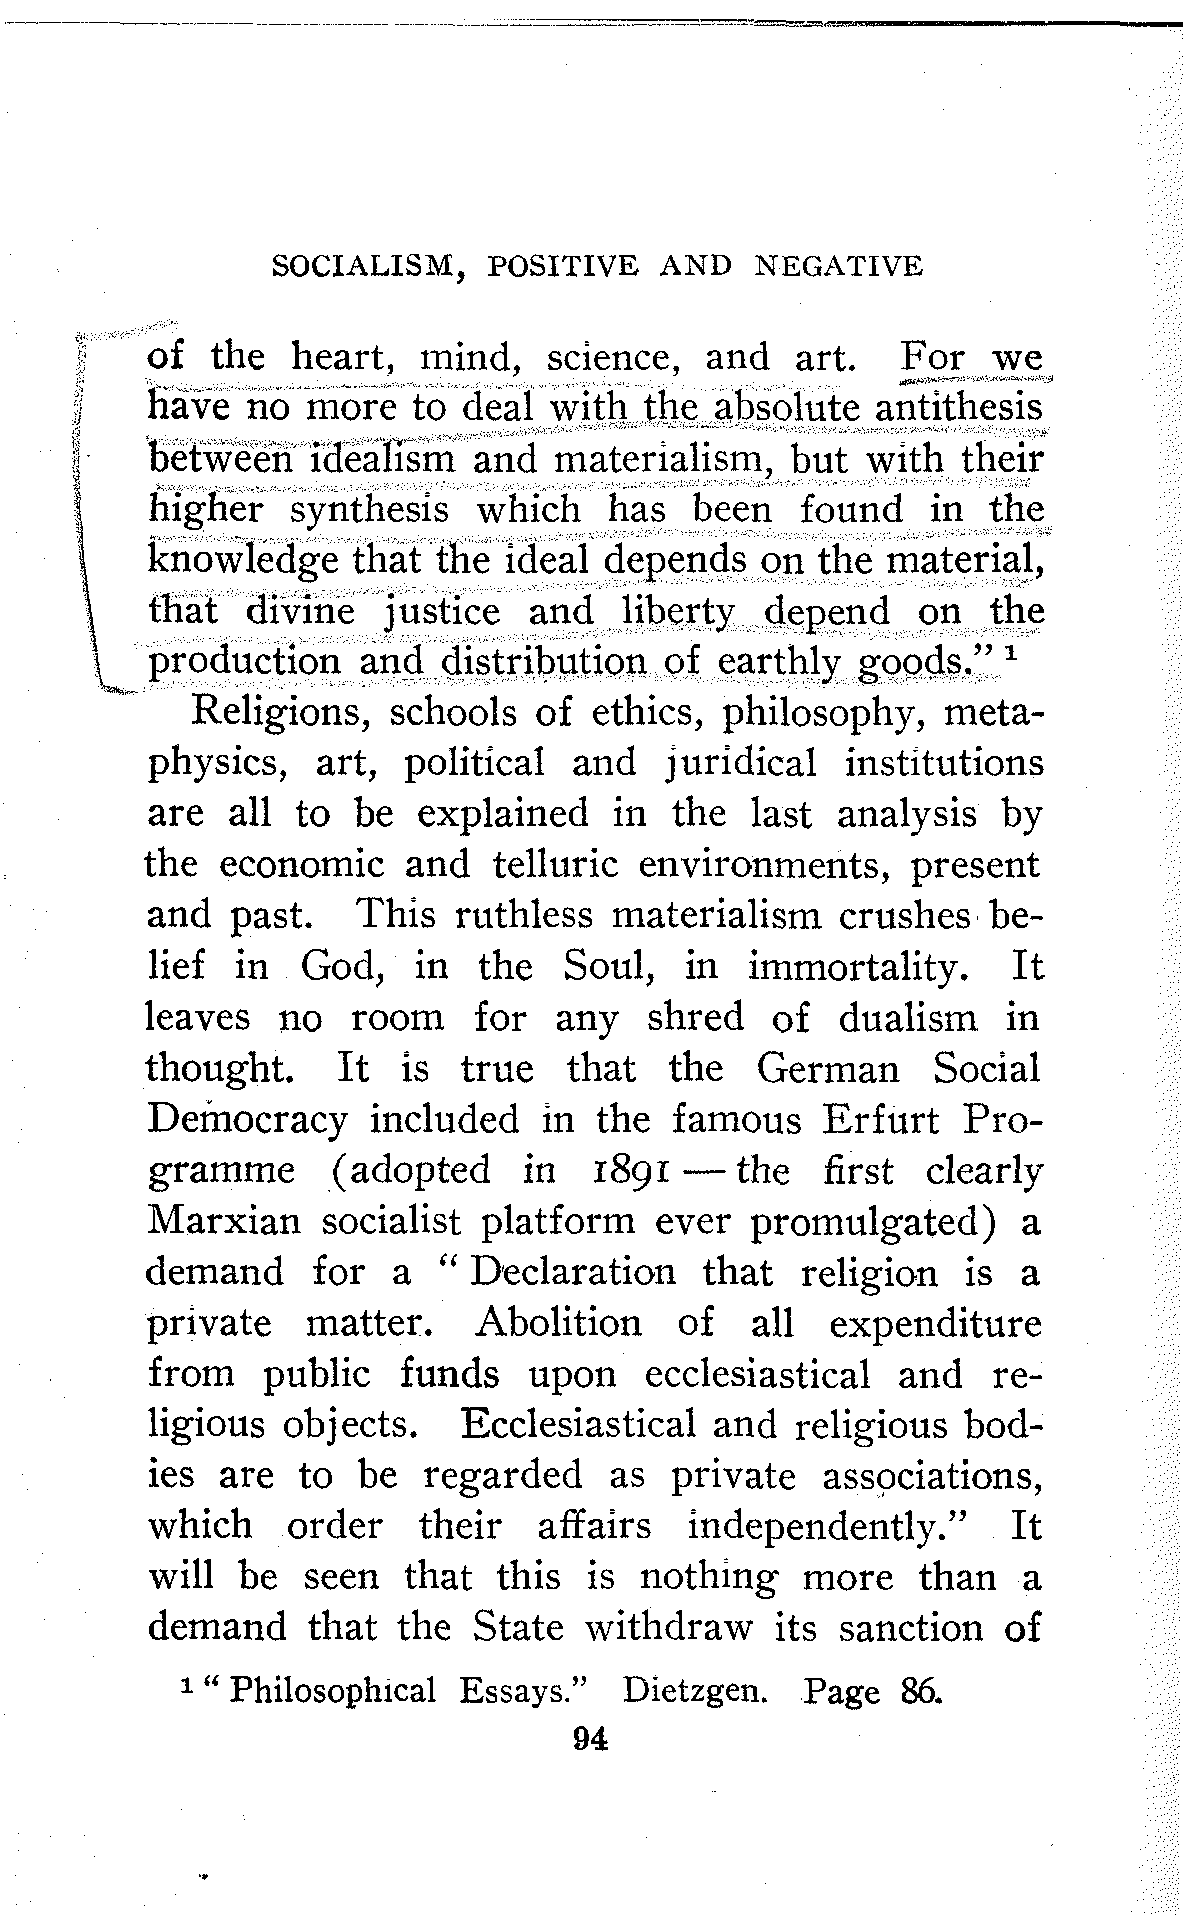 SOCIALISM, POSITIVE AND NEGATIVE
of the heart, mind, science, and art. For we
have no more to deal with the absolute antithesis
between idealism and materialism, but with their
higher synthesis which has been found in the
knowledge that the ideal depends on the material,
that divine justice and liberty depend on the
production and distribution of earthly goods.” ¹
Religions, schools of ethics, philosophy, meta-
physics, art, political and juridical institutions
are all to be explained in the last analysis by
the economic and telluric environments, present
and past. This ruthless materialism crushes be-
lief in God, in the Soul, in immortality. It
leaves no room for any shred of dualism in
thought. It is true that the German Social
Democracy included in the famous Erfurt Pro-
gramme (adopted in 1891 — the first clearly
Marxian socialist platform ever promulgated) a
demand for a “ Declaration that religion is a
private matter. Abolition of all expenditure
from public funds upon ecclesiastical and re-
ligious objects. Ecclesiastical and religious bod-
ies are to be regarded as private associations,
which order their affairs independently.” It
will be seen that this is nothing more than a
demand that the State withdraw its sanction of
¹ “ Philosophical Essays.” Dietzgen. Page 86.
94